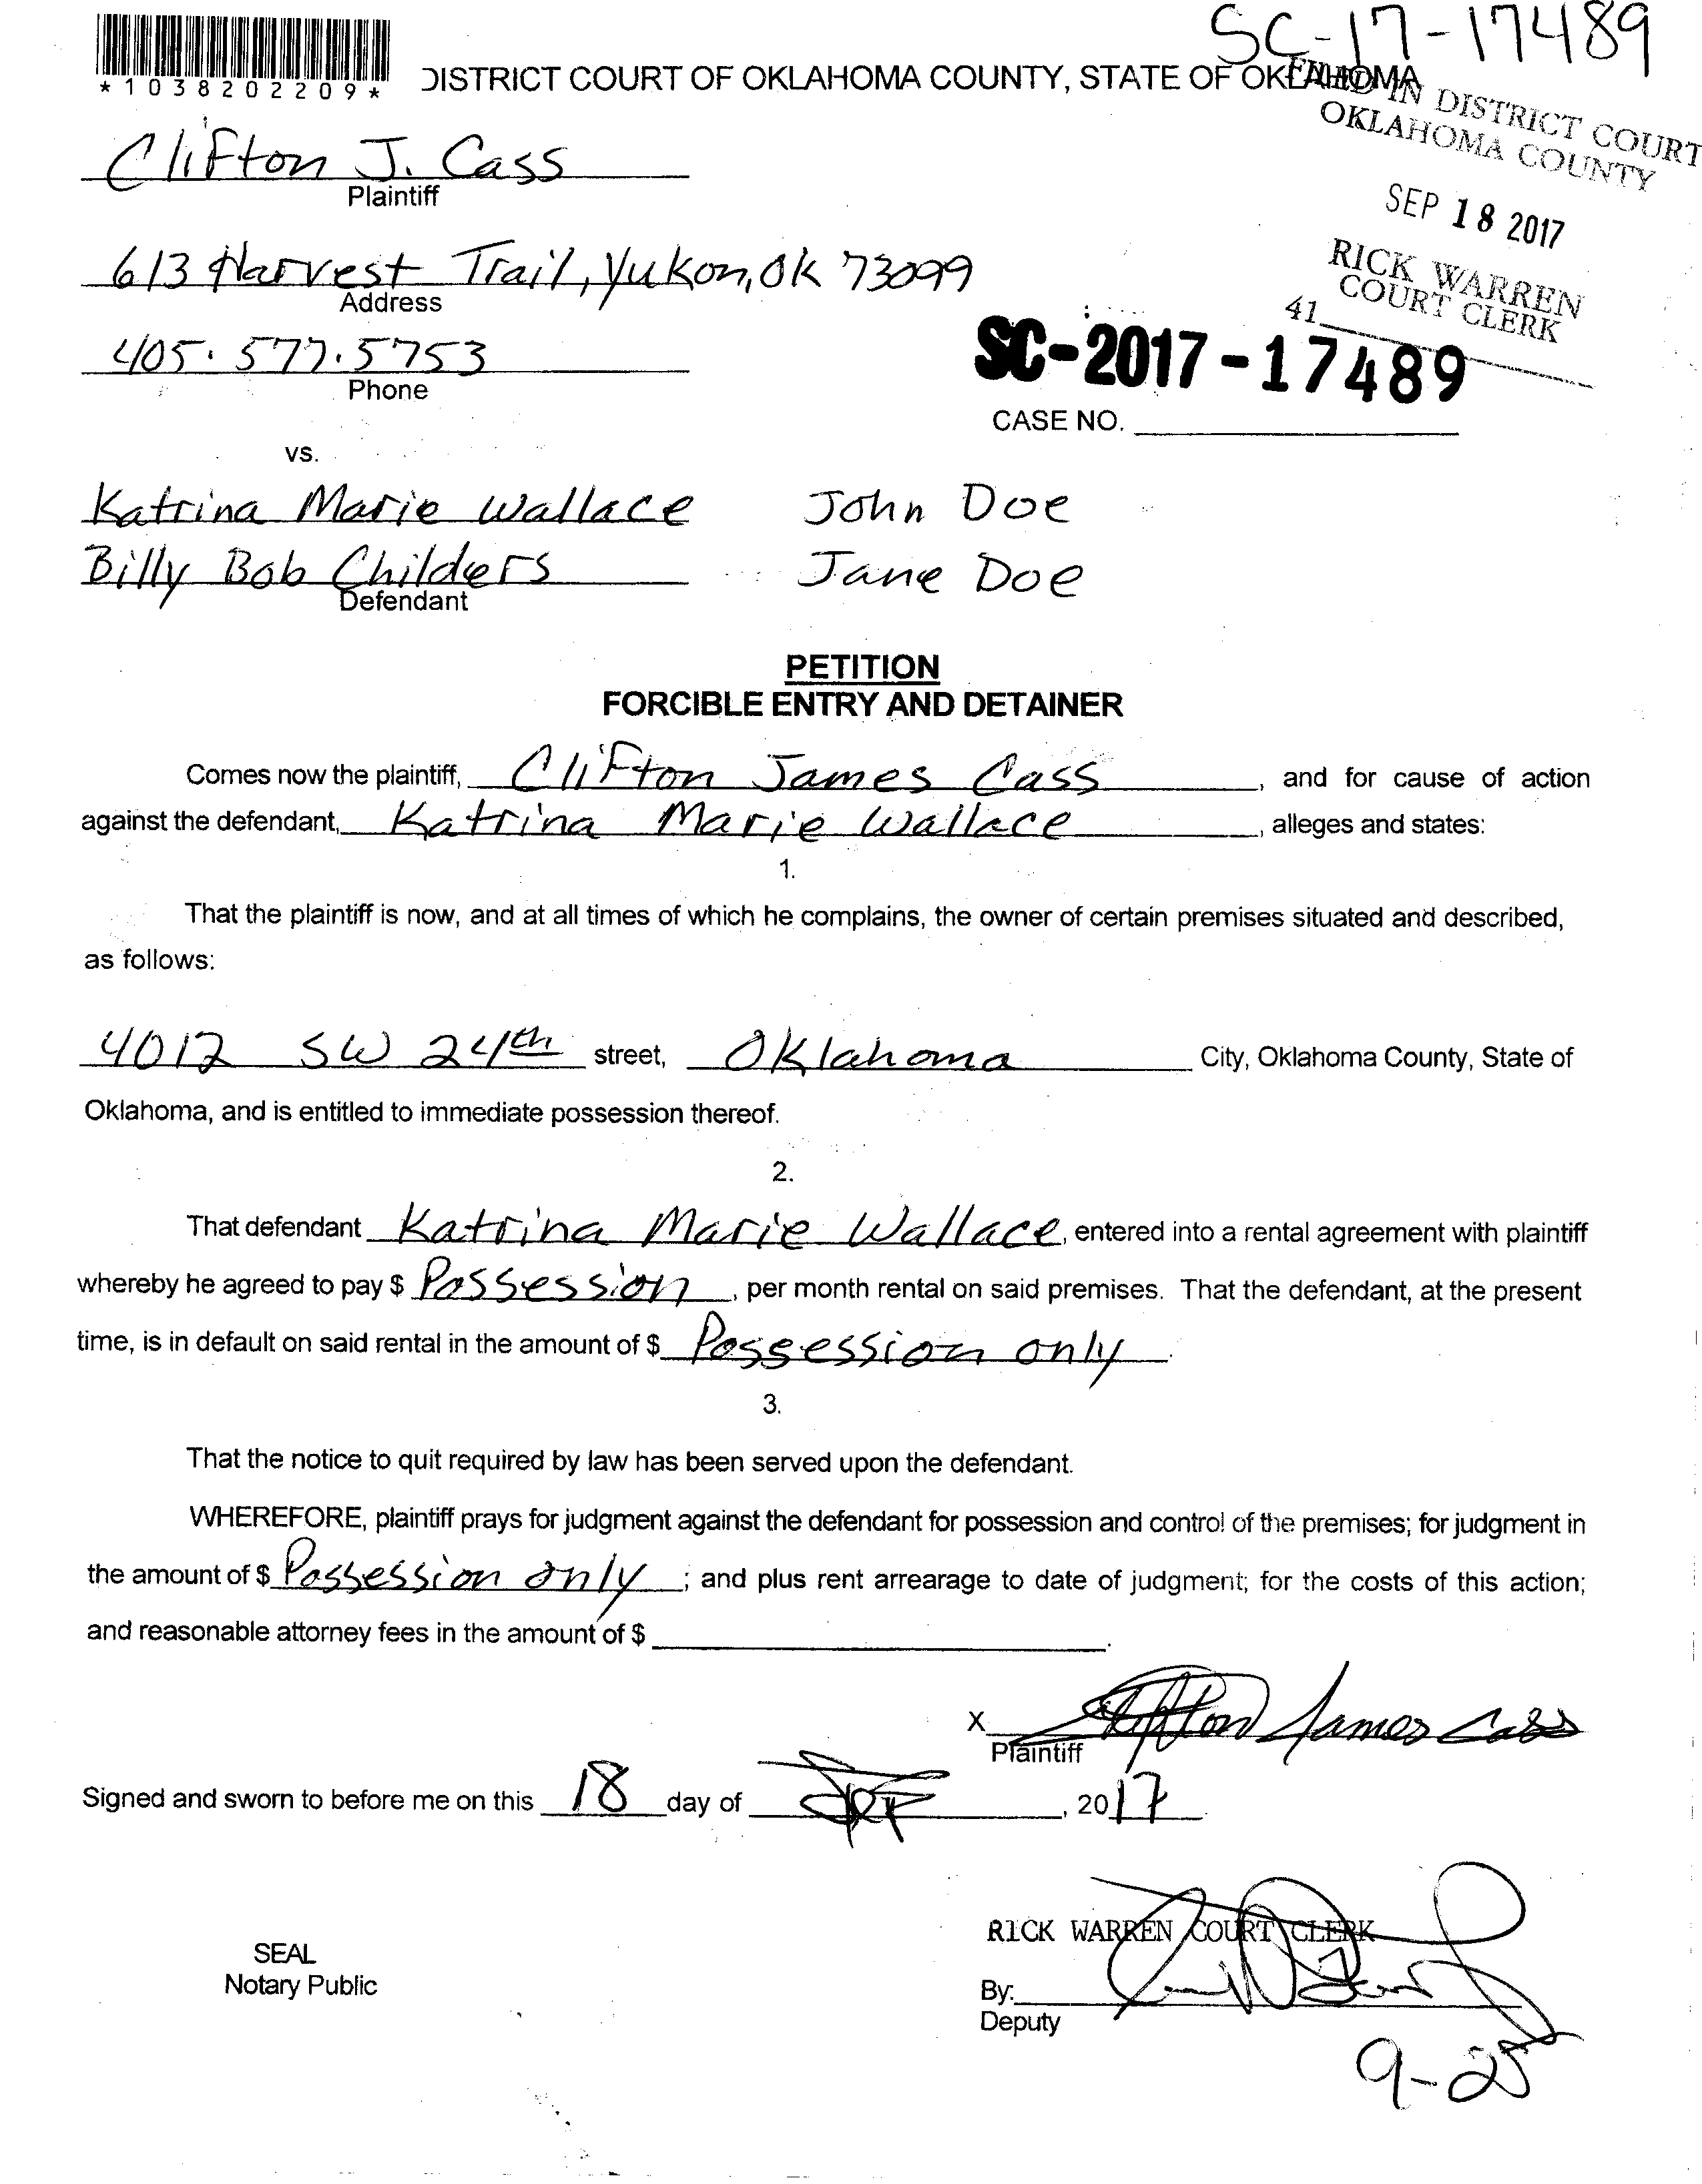 SC-17-17489
*1038202209*
DISTRICT COURT OF OKLAHOMA COUNTY, STATE OF OKLAHOMA
FILED IN DISTRICT COURT
OKLAHOMA COUNTY
SEP 18 2017
RICK WARREN
COURT CLERK
41
Clifton J. Cass
Plaintiff
613 Harvest Trail, Yukon, OK 73099
Address
405.577.5753
Phone
SC-2017-17489
CASE NO.
vs.
Katrina Marie Wallace John Doe
Billy Bob Childers Jane Doe
Defendant
PETITION
FORCIBLE ENTRY AND DETAINER
Comes now the plaintiff, Clifton James Cass, and for cause of action
against the defendant, Katrina Marie Wallace, alleges and states:
1.
That the plaintiff is now, and at all times of which he complains, the owner of certain premises situated and described,
as follows:
4012 SW 24th street, Oklahoma City, Oklahoma County, State of
Oklahoma, and is entitled to immediate possession thereof.
2.
That defendant Katrina Marie Wallace, entered into a rental agreement with plaintiff
whereby he agreed to pay $ Possession, per month rental on said premises. That the defendant, at the present
time, is in default on said rental in the amount of $ Possession only.
3.
That the notice to quit required by law has been served upon the defendant.
WHEREFORE, plaintiff prays for judgment against the defendant for possession and control of the premises; for judgment in
the amount of $ Possession only; and plus rent arrearage to date of judgment; for the costs of this action;
and reasonable attorney fees in the amount of $ .
X Clifton James Cass
Plaintiff
Signed and sworn to before me on this 18 day of , 2017
RICK WARREN COURT CLERK
SEAL
Notary Public
By:
Deputy
9-25